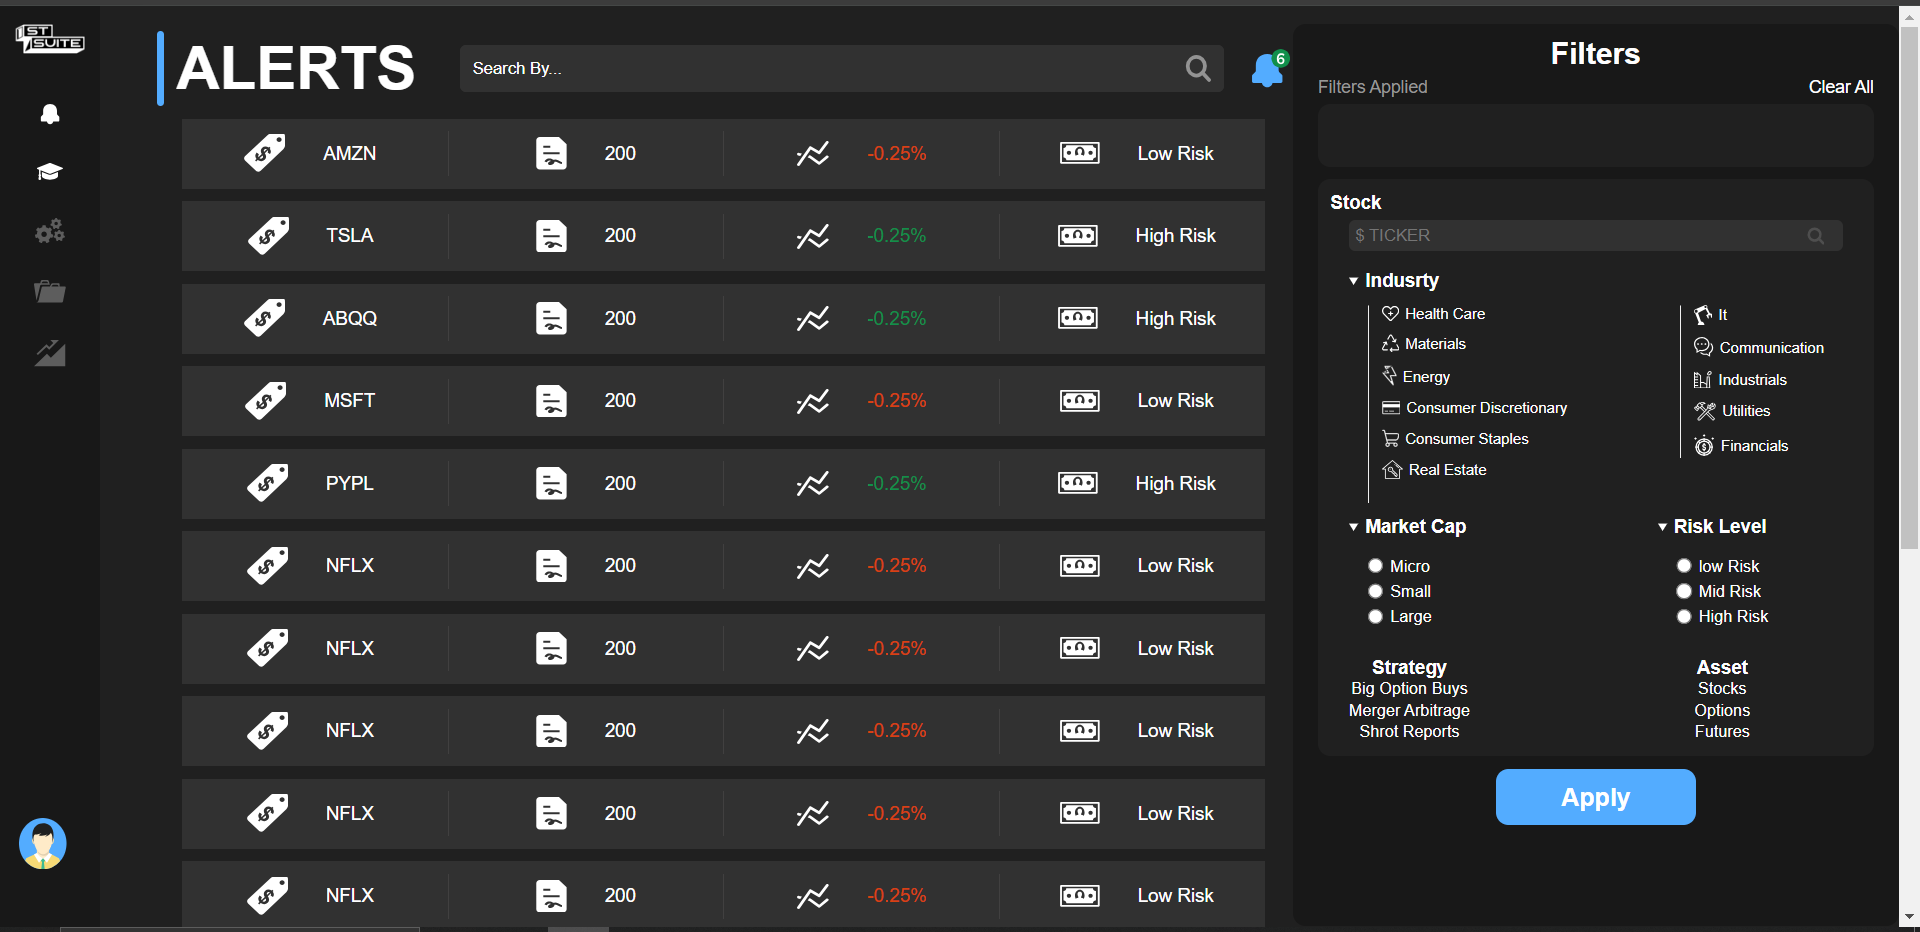 1ST
SUITE
ALERTS
Search By...
6
AMZN 200 -0.25% Low Risk
TSLA 200 -0.25% High Risk
ABQQ 200 -0.25% High Risk
MSFT 200 -0.25% Low Risk
PYPL 200 -0.25% High Risk
NFLX 200 -0.25% Low Risk
NFLX 200 -0.25% Low Risk
NFLX 200 -0.25% Low Risk
NFLX 200 -0.25% Low Risk
NFLX 200 -0.25% Low Risk
Filters
Filters Applied Clear All
Stock
$ TICKER
Indusrty
Health Care
Materials
Energy
Consumer Discretionary
Consumer Staples
Real Estate
It
Communication
Industrials
Utilities
Financials
Market Cap
Micro
Small
Large
Risk Level
low Risk
Mid Risk
High Risk
Strategy
Big Option Buys
Merger Arbitrage
Shrot Reports
Asset
Stocks
Options
Futures
Apply